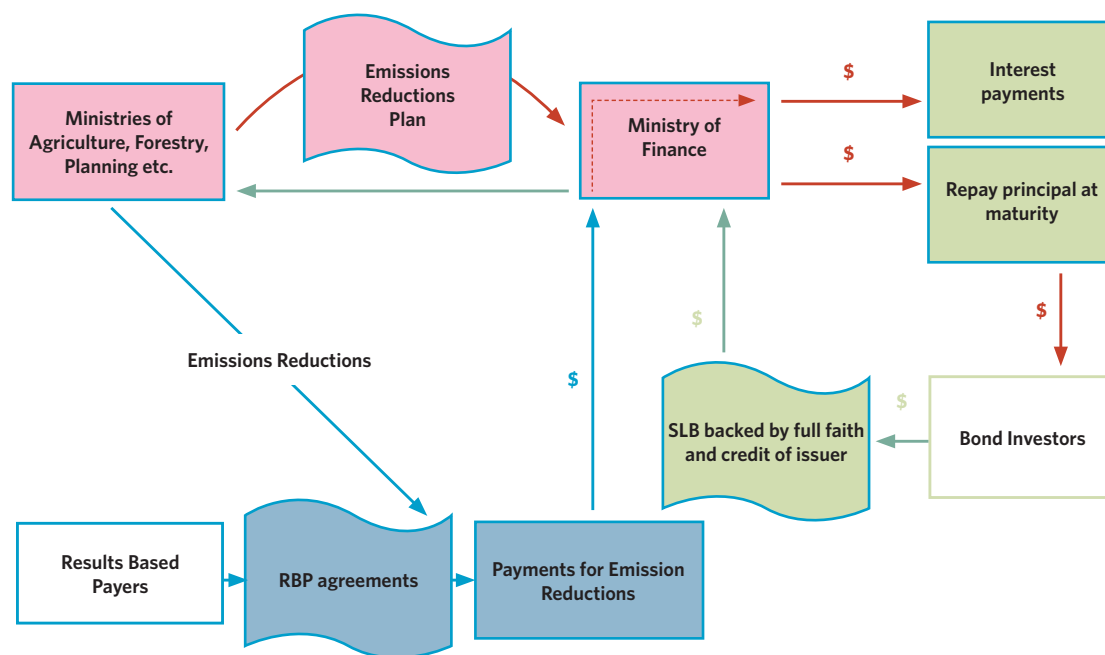 Emissions
Reductions
Plan
Ministries of
Agriculture, Forestry,
Planning etc.
Ministry of
Finance
$
Interest
payments
$
Repay principal at
maturity
$
$
Emissions Reductions
$
SLB backed by full faith
and credit of issuer
$
Bond Investors
Results Based
Payers
RBP agreements
Payments for Emission
Reductions